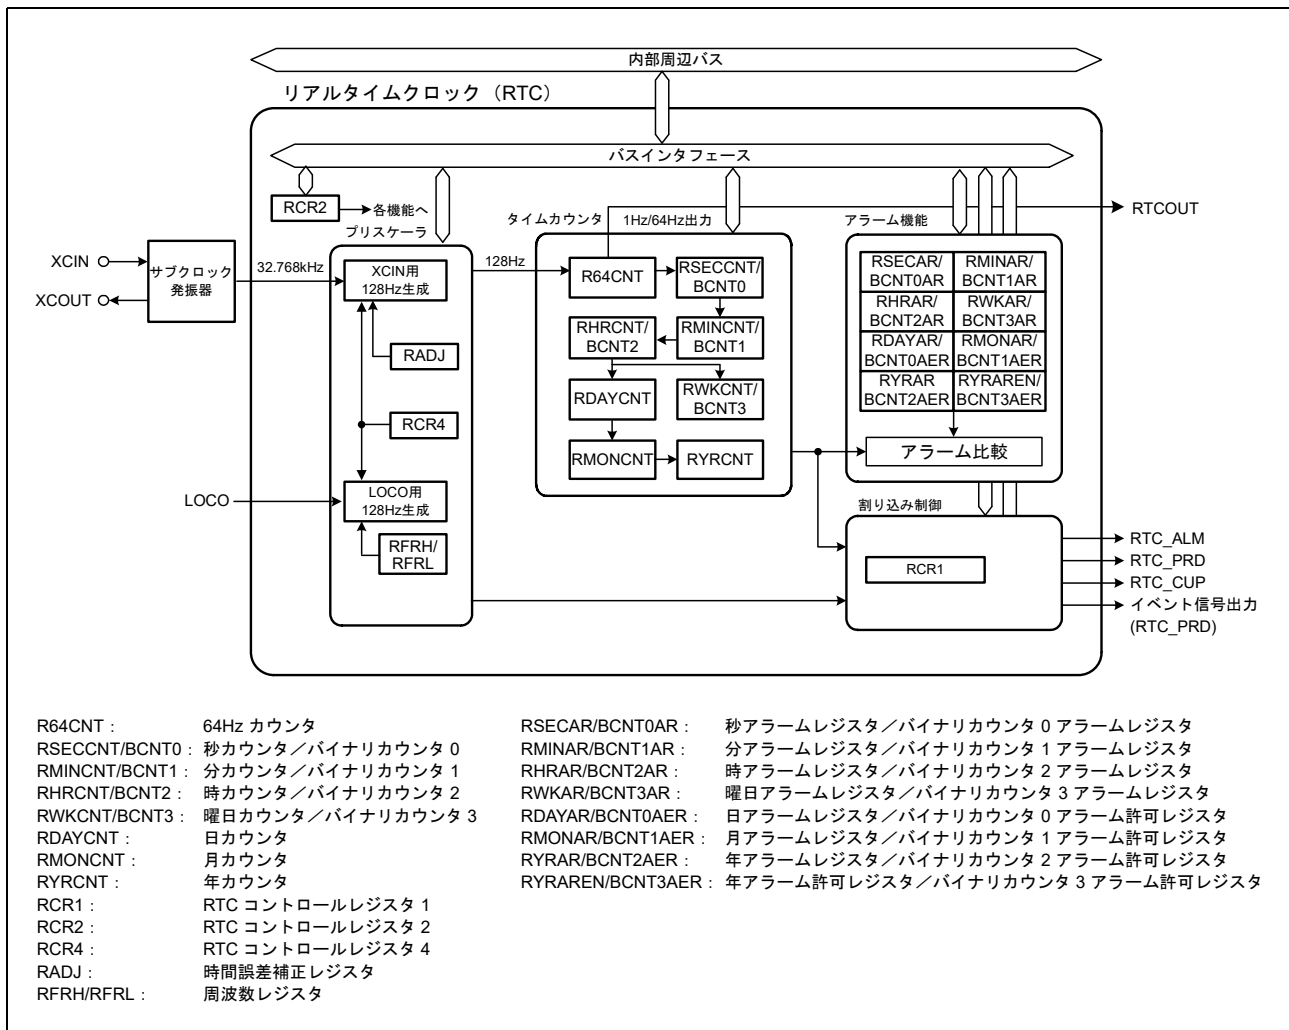 内部周辺バス
リアルタイムクロック（RTC）
バスインタフェース
RCR2
各機能へ
プリスケーラ
タイムカウンタ
1Hz/64Hz出力
アラーム機能
RTCOUT
XCIN
XCOUT
サブクロック
発振器
32.768kHz
XCIN用
128Hz生成
128Hz
RADJ
RCR4
LOCO
LOCO用
128Hz生成
RFRH/
RFRL
R64CNT
RSECCNT/
BCNT0
RHRCNT/
BCNT2
RMINCNT/
BCNT1
RDAYCNT
RWKCNT/
BCNT3
RMONCNT
RYRCNT
RSECAR/
BCNT0AR
RMINAR/
BCNT1AR
RHRAR/
BCNT2AR
RWKAR/
BCNT3AR
RDAYAR/
BCNT0AER
RMONAR/
BCNT1AER
RYRAR
BCNT2AER
RYRAREN/
BCNT3AER
アラーム比較
割り込み制御
RCR1
RTC_ALM
RTC_PRD
RTC_CUP
イベント信号出力
(RTC_PRD)
R64CNT： 64Hz カウンタ
RSECCNT/BCNT0： 秒カウンタ／バイナリカウンタ 0
RMINCNT/BCNT1： 分カウンタ／バイナリカウンタ 1
RHRCNT/BCNT2： 時カウンタ／バイナリカウンタ 2
RWKCNT/BCNT3： 曜日カウンタ／バイナリカウンタ 3
RDAYCNT： 日カウンタ
RMONCNT： 月カウンタ
RYRCNT： 年カウンタ
RCR1： RTC コントロールレジスタ 1
RCR2： RTC コントロールレジスタ 2
RCR4： RTC コントロールレジスタ 4
RADJ： 時間誤差補正レジスタ
RFRH/RFRL： 周波数レジスタ
RSECAR/BCNT0AR： 秒アラームレジスタ／バイナリカウンタ 0 アラームレジスタ
RMINAR/BCNT1AR： 分アラームレジスタ／バイナリカウンタ 1 アラームレジスタ
RHRAR/BCNT2AR： 時アラームレジスタ／バイナリカウンタ 2 アラームレジスタ
RWKAR/BCNT3AR： 曜日アラームレジスタ／バイナリカウンタ 3 アラームレジスタ
RDAYAR/BCNT0AER： 日アラームレジスタ／バイナリカウンタ 0 アラーム許可レジスタ
RMONAR/BCNT1AER： 月アラームレジスタ／バイナリカウンタ 1 アラーム許可レジスタ
RYRAR/BCNT2AER： 年アラームレジスタ／バイナリカウンタ 2 アラーム許可レジスタ
RYRAREN/BCNT3AER： 年アラーム許可レジスタ／バイナリカウンタ 3 アラーム許可レジスタ